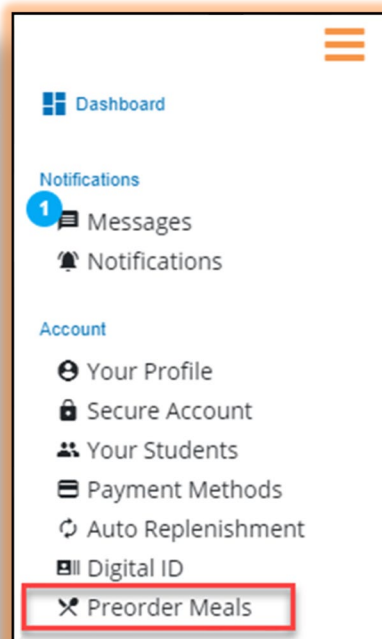 Dashboard
Notifications
1
Messages
Notifications
Account
Your Profile
Secure Account
Your Students
Payment Methods
Auto Replenishment
Digital ID
Preorder Meals